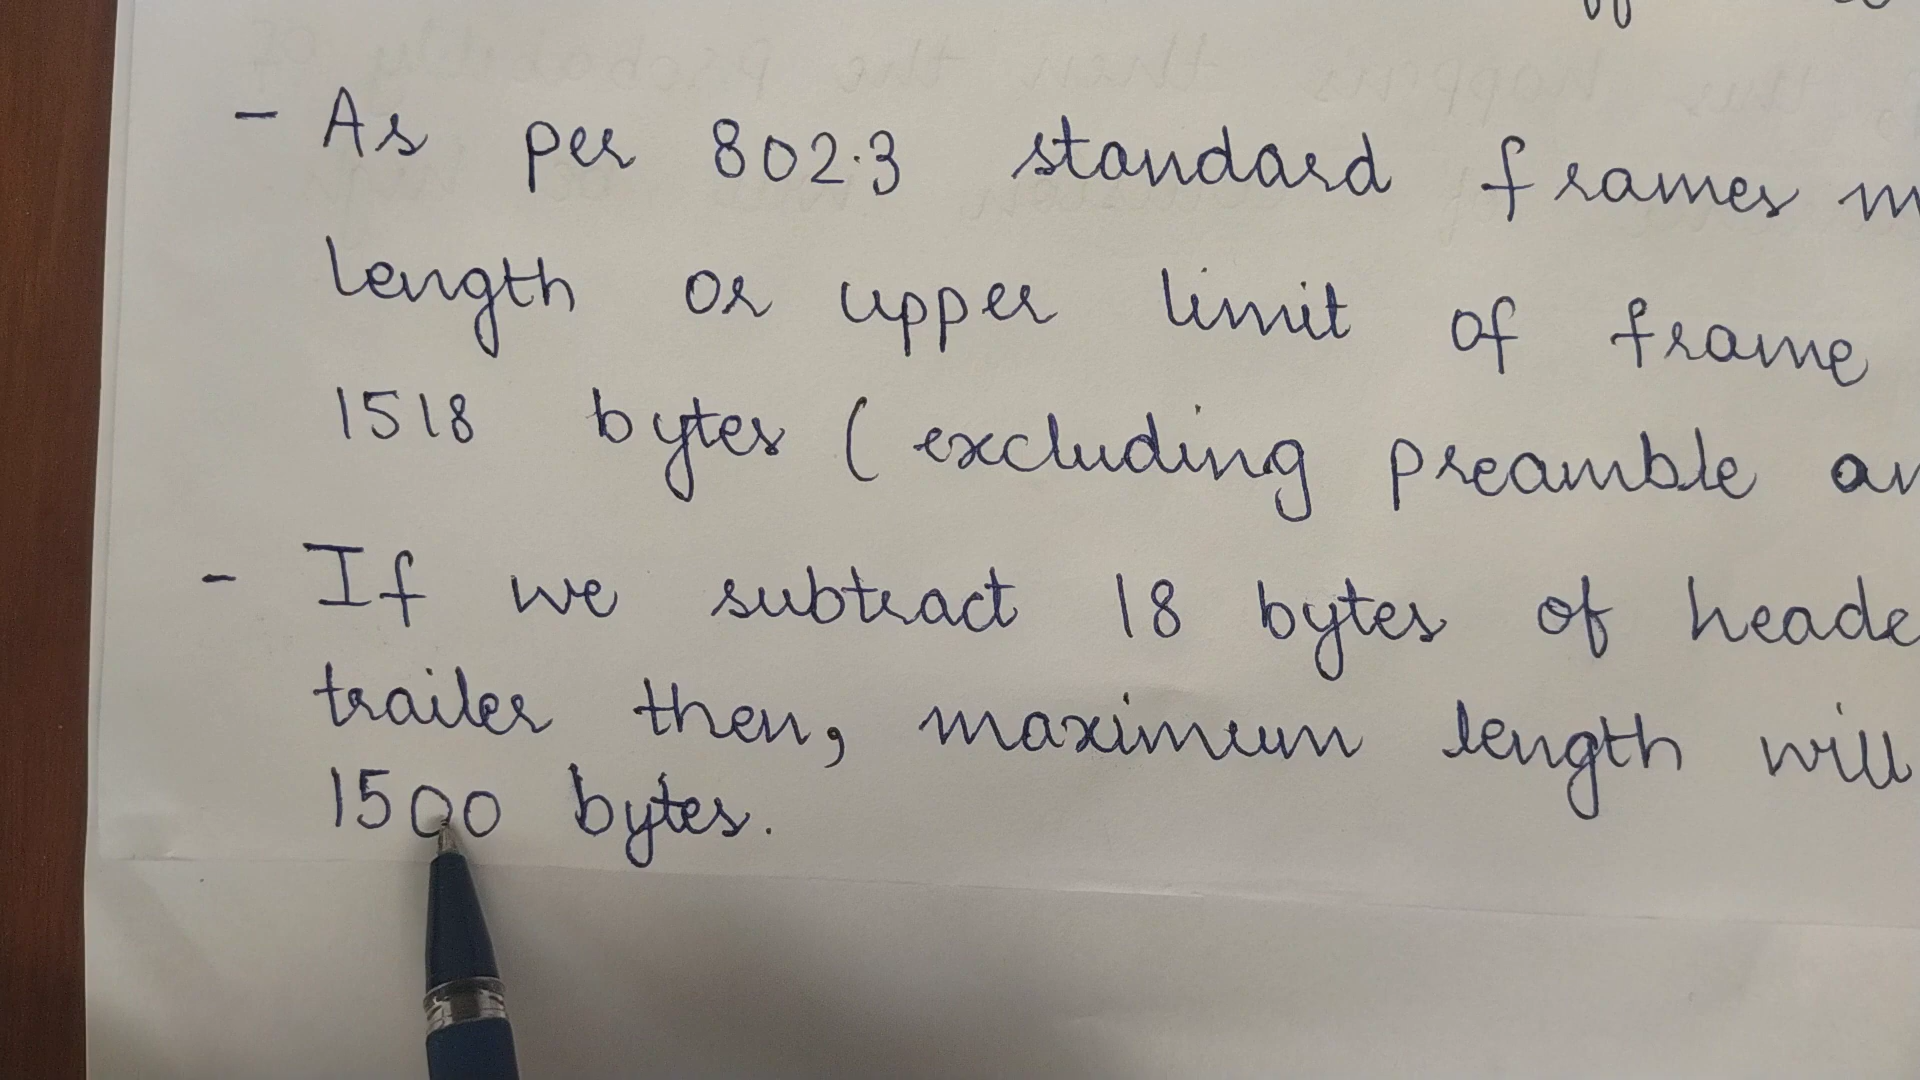 - As per 802.3 standard frames m
length or upper limit of frame
1518 bytes (excluding preamble an
- If we subtract 18 bytes of heade
trailer then, maximum length will
1500 bytes.